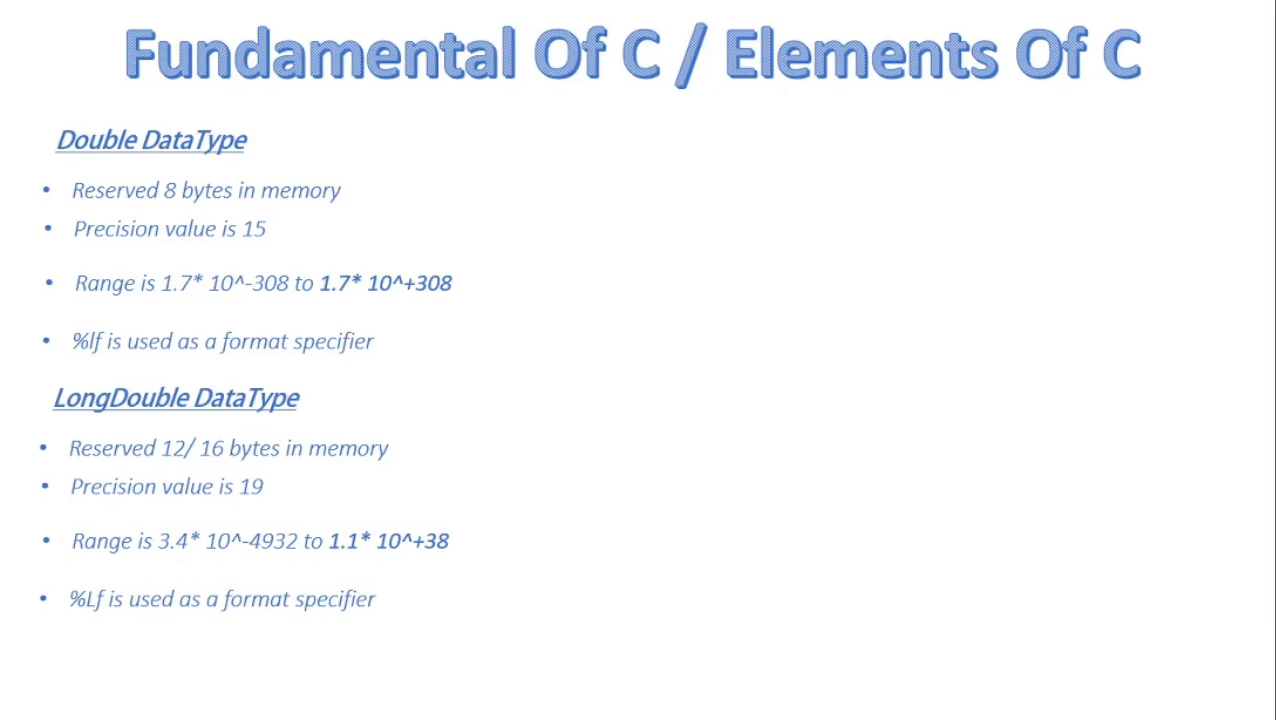 Fundamental Of C / Elements Of C
Double DataType
• Reserved 8 bytes in memory
• Precision value is 15
• Range is 1.7* 10^-308 to 1.7* 10^+308
• %lf is used as a format specifier
LongDouble DataType
• Reserved 12/ 16 bytes in memory
• Precision value is 19
• Range is 3.4* 10^-4932 to 1.1* 10^+38
• %Lf is used as a format specifier